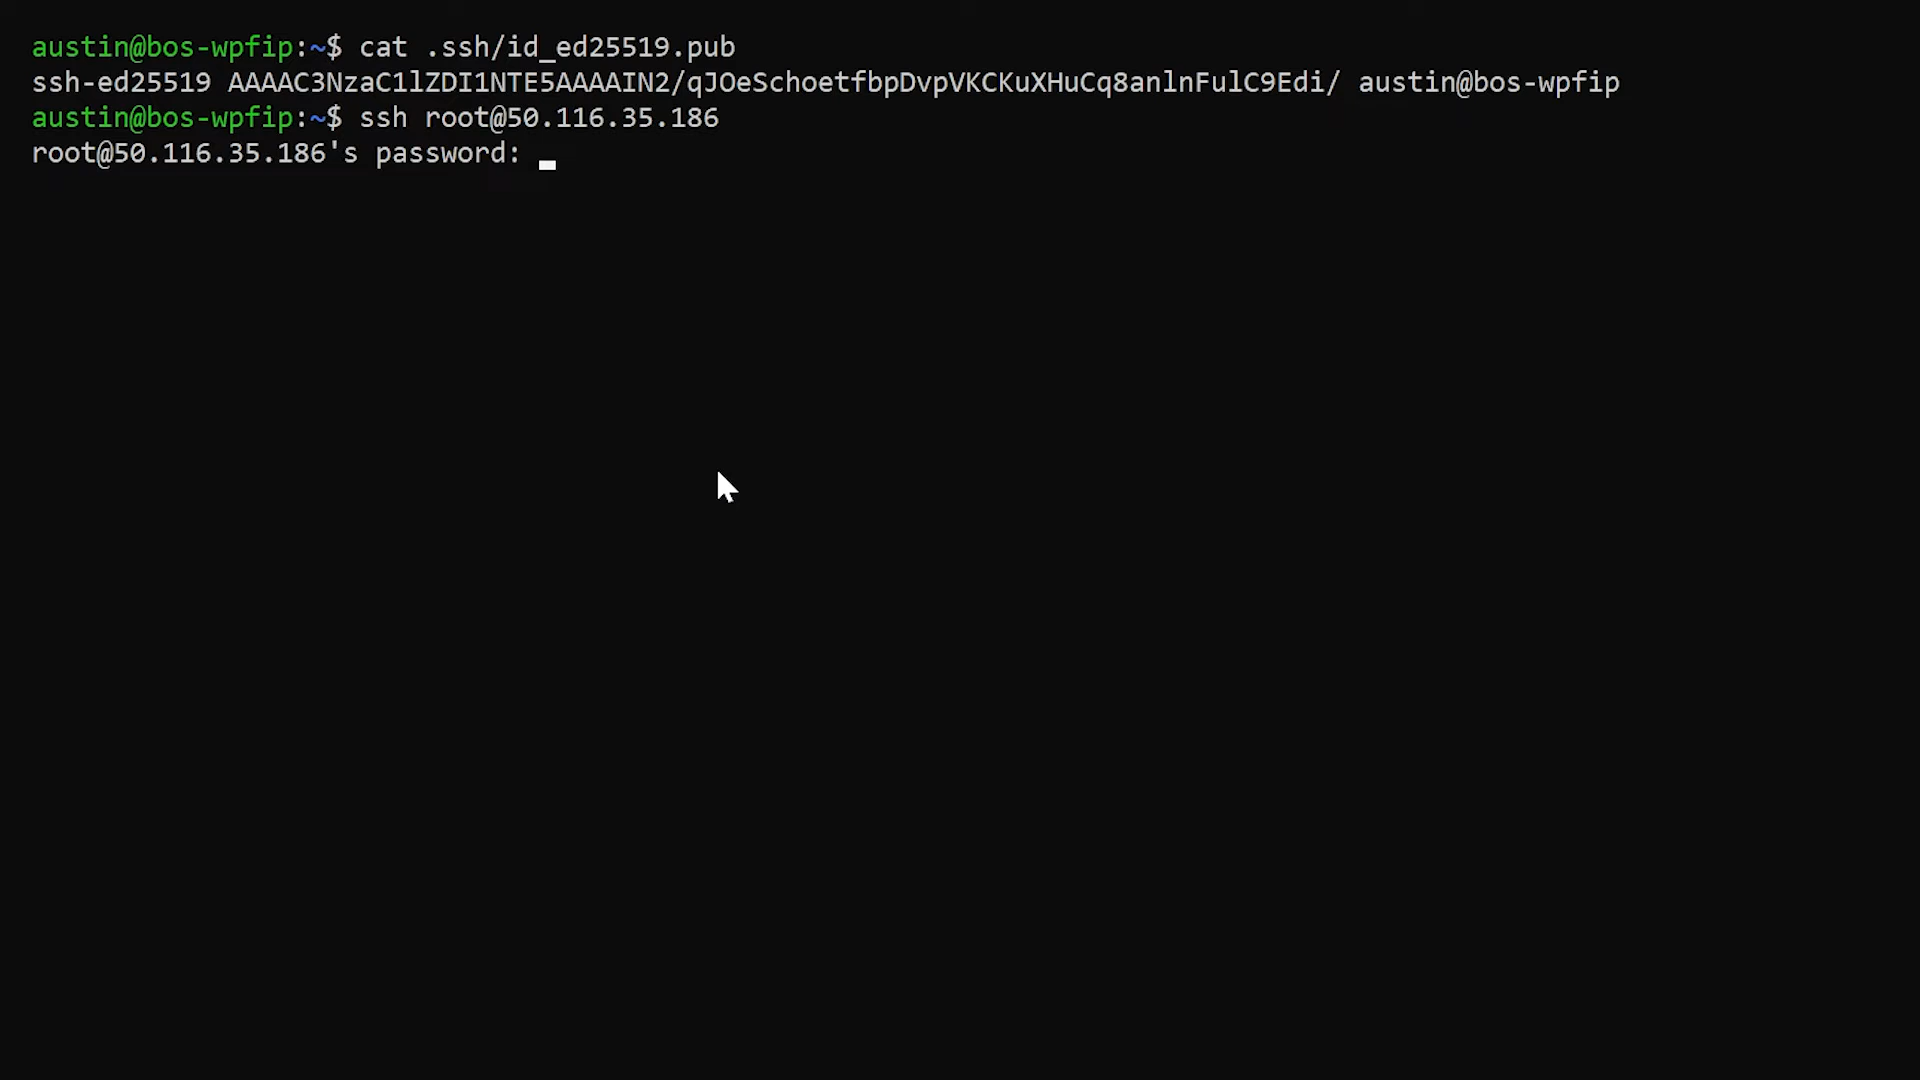 austin@bos-wpfip:~$ cat .ssh/id_ed25519.pub
ssh-ed25519 AAAAC3NzaC1lZDI1NTE5AAAAIN2/qJOeSchoetfbpDvpVKCKuXHuCq8anlnFulC9Edi/ austin@bos-wpfip
austin@bos-wpfip:~$ ssh root@50.116.35.186
root@50.116.35.186's password: